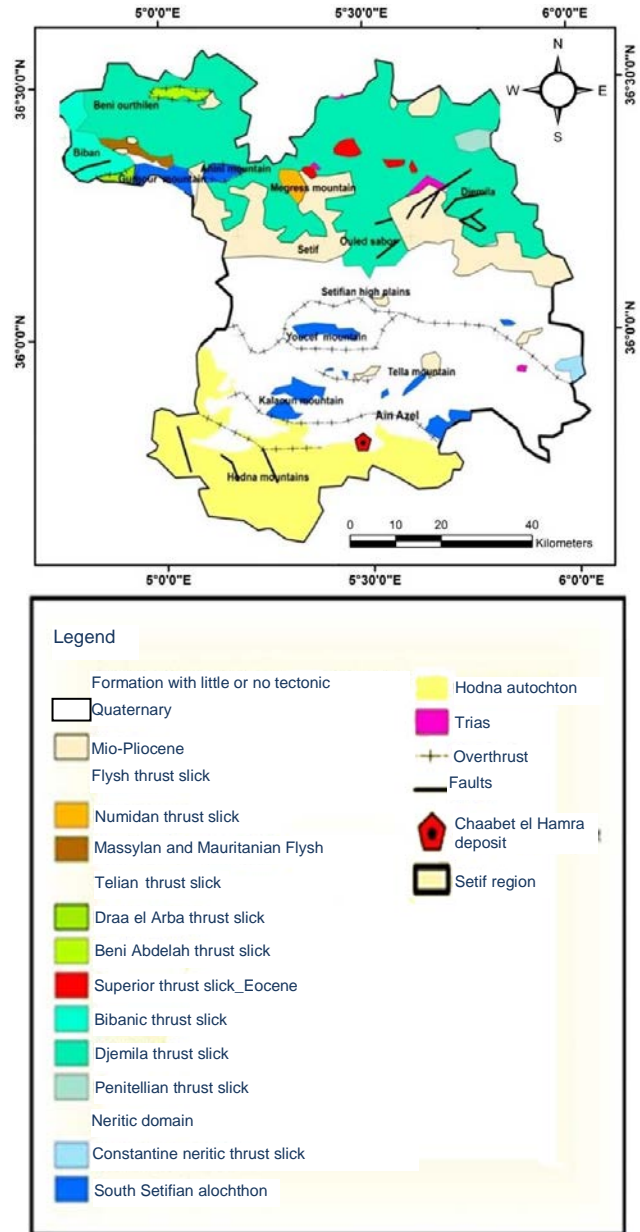 5°0'0"E 5°30'0"E 6°0'0"E
N
W E
S
36°30'0"N 36°30'0"N
Beni ourthilen
Biban
Anini mountain
Guergour mountain
Megress mountain
Djemila
Ouled sabor
Setif
Setifian high plains
36°0'0"N 36°0'0"N
Youcef mountain
Tella mountain
Kalaoun mountain
Ain Azel
Hodna mountains
0 10 20 40
Kilometers
5°0'0"E 5°30'0"E 6°0'0"E
Legend
Formation with little or no tectonic
Quaternary
Mio-Pliocene
Flysh thrust slick
Numidan thrust slick
Massylan and Mauritanian Flysh
Telian thrust slick
Draa el Arba thrust slick
Beni Abdelah thrust slick
Superior thrust slick_Eocene
Bibanic thrust slick
Djemila thrust slick
Penitellian thrust slick
Neritic domain
Constantine neritic thrust slick
South Setifian alochthon
Hodna autochton
Trias
Overthrust
Faults
Chaabet el Hamra
deposit
Setif region